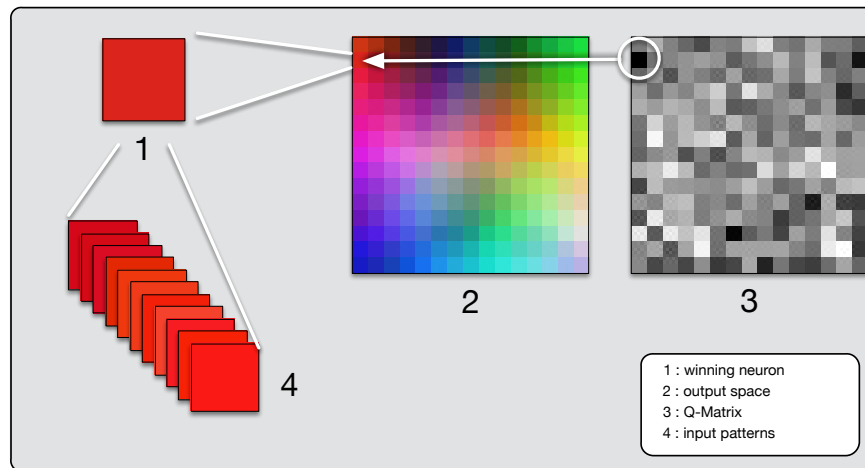 1
2
3
4
1 : winning neuron
2 : output space
3 : Q-Matrix
4 : input patterns